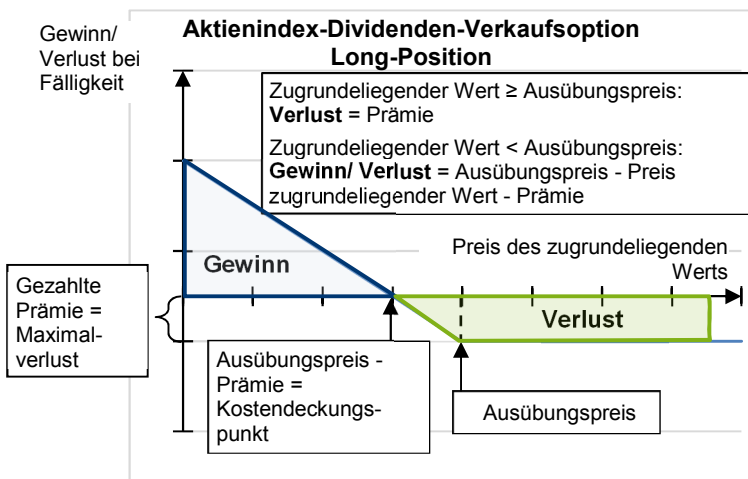 Gewinn/
Verlust bei
Fälligkeit
Aktienindex-Dividenden-Verkaufsoption
Long-Position
Zugrundeliegender Wert ≥ Ausübungspreis:
Verlust = Prämie
Zugrundeliegender Wert < Ausübungspreis:
Gewinn/ Verlust = Ausübungspreis - Preis
zugrundeliegender Wert - Prämie
Preis des zugrundeliegenden
Werts
Gewinn
Gezahlte
Prämie =
Maximal-
verlust
Verlust
Ausübungspreis -
Prämie =
Kostendeckungs-
punkt
Ausübungspreis